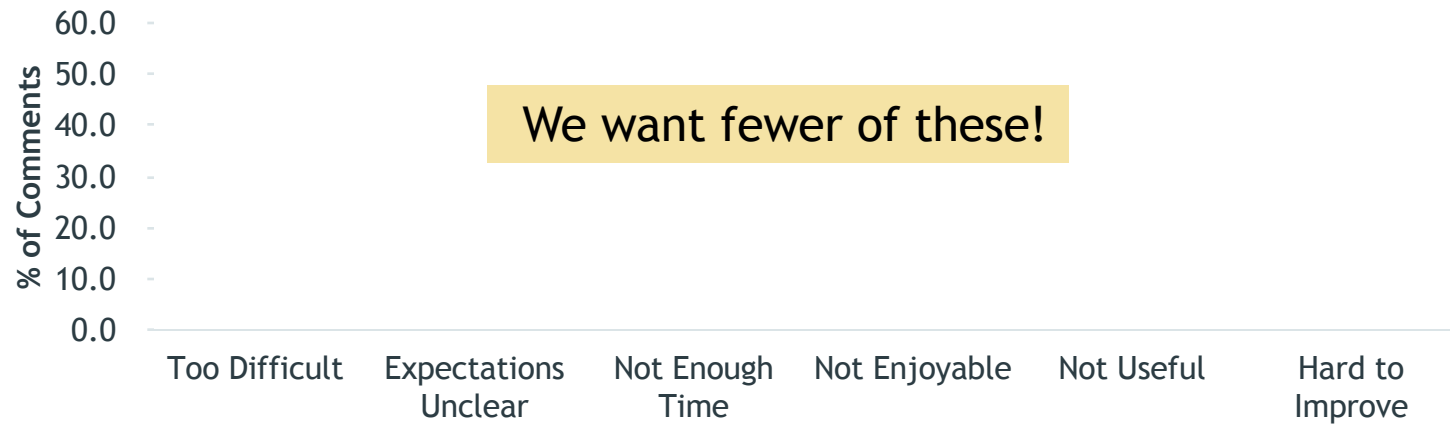 60.0
50.0
40.0
30.0
20.0
10.0
0.0
% of Comments
We want fewer of these!
Too Difficult
Expectations
Unclear
Not Enough
Time
Not Enjoyable
Not Useful
Hard to
Improve